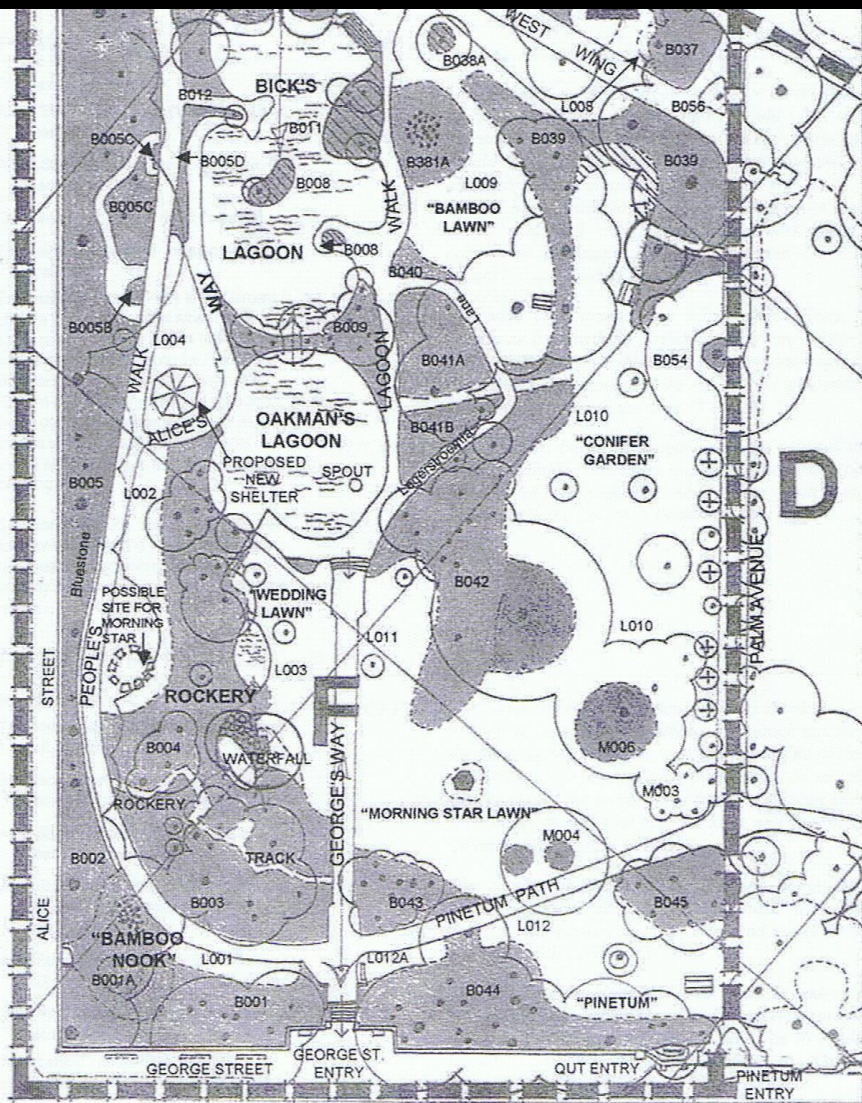 WEST WING
B037
B038A
B012
BICK'S
L008
B056
B011
B005C
B005D
B039
B039
B381A
B008
L009
"BAMBOO
LAWN"
B005C
WALK
LAGOON
B008
B040
WAY
B005B
L004
B009
Lane
WALK
LAGOON
B041A
B054
ALICE'S
OAKMAN'S
LAGOON
B041B
L010
"CONIFER
GARDEN"
PROPOSED
NEW
SHELTER
SPOUT
Lagerstroemia
D
B005
L002
Bluestone
PALM AVENUE
B042
POSSIBLE
SITE FOR
MORNING
STAR
"WEDDING
LAWN"
L011
L010
STREET
PEOPLE'S
L003
ROCKERY
F
B004
WATERFALL
GEORGE'S WAY
M006
M003
ROCKERY
"MORNING STAR LAWN"
M004
B002
TRACK
B003
B043
PINETUM PATH
B045
ALICE
"BAMBOO
NOOK"
L001
L012
L012A
B001A
B001
B044
"PINETUM"
GEORGE STREET
GEORGE ST.
ENTRY
QUT ENTRY
PINETUM
ENTRY